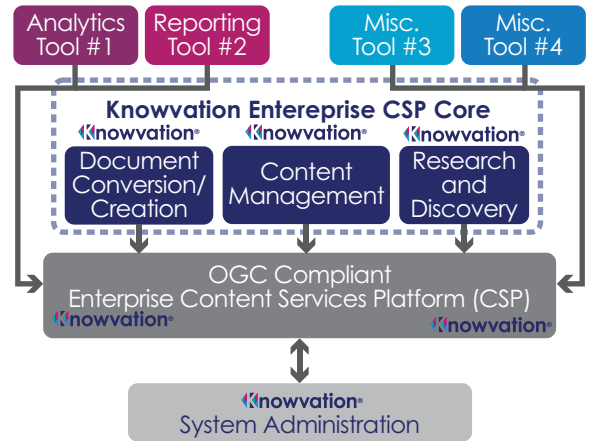 Analytics
Tool #1
Reporting
Tool #2
Misc.
Tool #3
Misc.
Tool #4
Knowvation Entereprise CSP Core
Knowvation®
Knowvation®
Knowvation®
Document
Conversion/
Creation
Content
Management
Research
and
Discovery
OGC Compliant
Enterprise Content Services Platform (CSP)
Knowvation®
Knowvation®
Knowvation®
System Administration